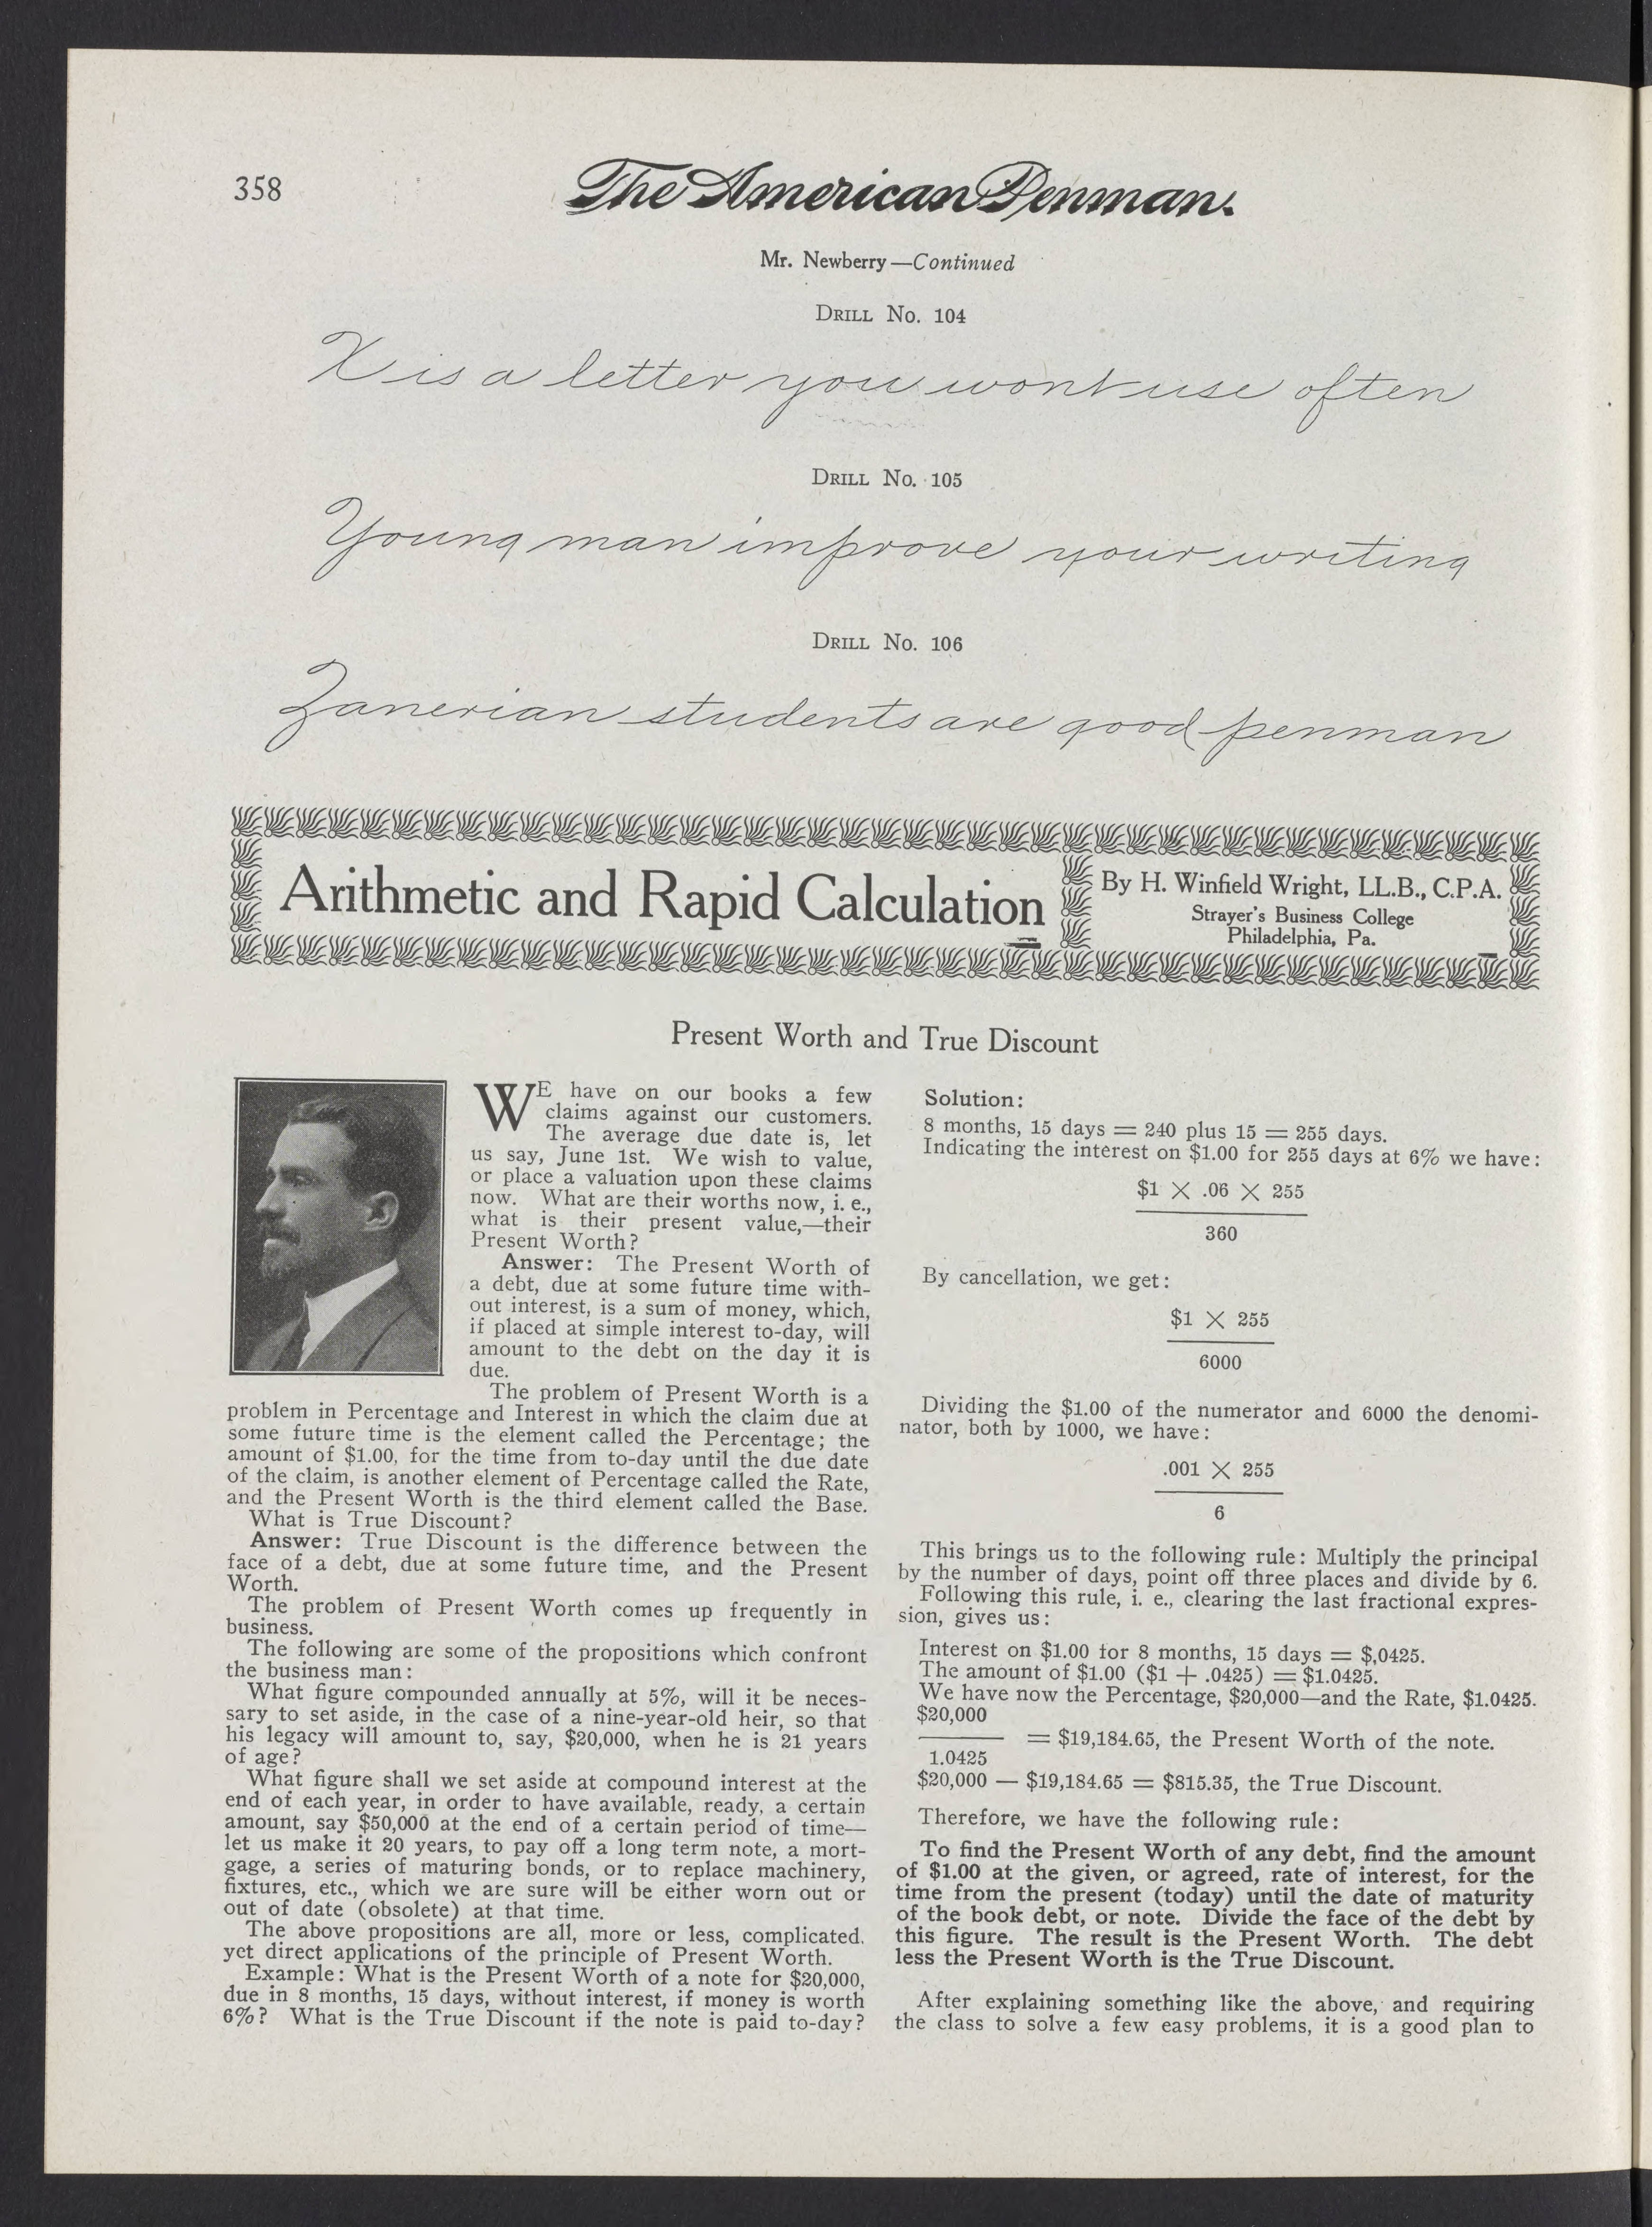 358
The American Penman.
Mr. Newberry—Continued
Drill No. 104
X is a letter you wont use often
Drill No. 105
Young man improve your writing
Drill No. 106
Zanerian students are good penman
Arithmetic and Rapid Calculation
By H. Winfield Wright, LL.B., C.P.A.
Strayer's Business College
Philadelphia, Pa.
Present Worth and True Discount
WE have on our books a few
claims against our customers.
The average due date is, let
us say, June 1st. We wish to value,
or place a valuation upon these claims
now. What are their worths now, i. e.,
what is their present value,—their
Present Worth?
Answer: The Present Worth of
a debt, due at some future time with-
out interest, is a sum of money, which,
if placed at simple interest to-day, will
amount to the debt on the day it is
due.
The problem of Present Worth is a
problem in Percentage and Interest in which the claim due at
some future time is the element called the Percentage; the
amount of $1.00, for the time from to-day until the due date
of the claim, is another element of Percentage called the Rate,
and the Present Worth is the third element called the Base.
What is True Discount?
Answer: True Discount is the difference between the
face of a debt, due at some future time, and the Present
Worth.
The problem of Present Worth comes up frequently in
business.
The following are some of the propositions which confront
the business man:
What figure compounded annually at 5%, will it be neces-
sary to set aside, in the case of a nine-year-old heir, so that
his legacy will amount to, say, $20,000, when he is 21 years
of age?
What figure shall we set aside at compound interest at the
end of each year, in order to have available, ready, a certain
amount, say $50,000 at the end of a certain period of time—
let us make it 20 years, to pay off a long term note, a mort-
gage, a series of maturing bonds, or to replace machinery,
fixtures, etc., which we are sure will be either worn out or
out of date (obsolete) at that time.
The above propositions are all, more or less, complicated.
yet direct applications of the principle of Present Worth.
Example: What is the Present Worth of a note for $20,000,
due in 8 months, 15 days, without interest, if money is worth
6%? What is the True Discount if the note is paid to-day?
Solution:
8 months, 15 days = 240 plus 15 = 255 days.
Indicating the interest on $1.00 for 255 days at 6% we have:
$1 × .06 × 255
360
By cancellation, we get:
$1 × 255
6000
Dividing the $1.00 of the numerator and 6000 the denomi-
nator, both by 1000, we have:
.001 × 255
6
This brings us to the following rule: Multiply the principal
by the number of days, point off three places and divide by 6.
Following this rule, i. e., clearing the last fractional expres-
sion, gives us:
Interest on $1.00 for 8 months, 15 days = $,0425.
The amount of $1.00 ($1 + .0425) = $1.0425.
We have now the Percentage, $20,000—and the Rate, $1.0425.
$20,000
= $19,184.65, the Present Worth of the note.
1.0425
$20,000 — $19,184.65 = $815.35, the True Discount.
Therefore, we have the following rule:
To find the Present Worth of any debt, find the amount
of $1.00 at the given, or agreed, rate of interest, for the
time from the present (today) until the date of maturity
of the book debt, or note. Divide the face of the debt by
this figure. The result is the Present Worth. The debt
less the Present Worth is the True Discount.
After explaining something like the above, and requiring
the class to solve a few easy problems, it is a good plan to